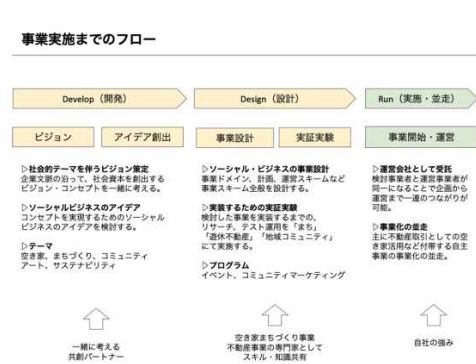 事業実施までのフロー
Develop（開発）
Design（設計）
Run（実施・並走）
ビジョン
アイデア創出
事業設計
実証実験
事業開始・運営
▷社会的テーマを伴うビジョン策定
企業文脈の沿って、社会資本を創出する
ビジョン・コンセプトを一緒に考える。
▷ソーシャルビジネスのアイデア
コンセプトを実現するためのソーシャル
ビジネスのアイデアを検討する。
▷テーマ
空き家、まちづくり、コミュニティ
アート、サステナビリティ
▷ソーシャル・ビジネスの事業設計
事業ドメイン、計画、運営スキームなど
事業スキーム全般を設計する。
▷実装するための実証実験
検討した事業を実装するまでの、
リサーチ、テスト運用を「まち」
「遊休不動産」「地域コミュニティ」
にて実施する。
▷プログラム
イベント、コミュニティマーケティング
▷運営会社として受託
検討事業者と運営事業者が
同一になることで企画から
運営まで一連のつながりが
可能。
▷事業化の並走
主に不動産取引としての空
き家活用など付帯する自主
事業の事業化の並走。
一緒に考える
共創パートナー
空き家まちづくり事業
不動産事業の専門家として
スキル・知識共有
自社の強み